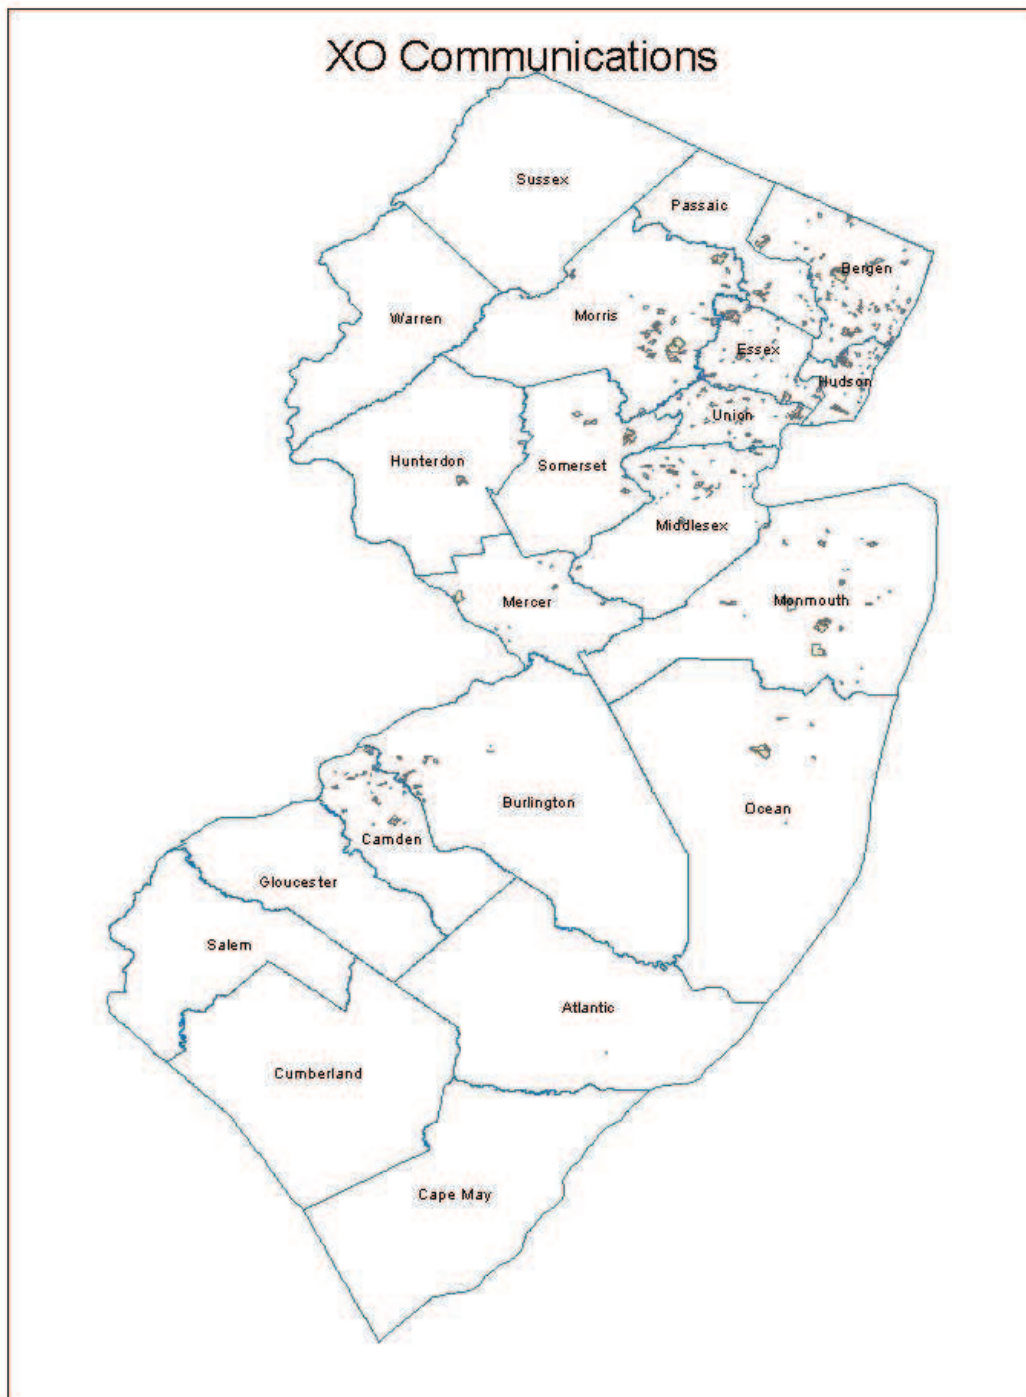 XO Communications
Sussex
Passaic
Bergen
Warren
Morris
Essex
Hudson
Union
Hunterdon
Somerset
Middlesex
Mercer
Monmouth
Burlington
Ocean
Camden
Gloucester
Salem
Atlantic
Cumberland
Cape May